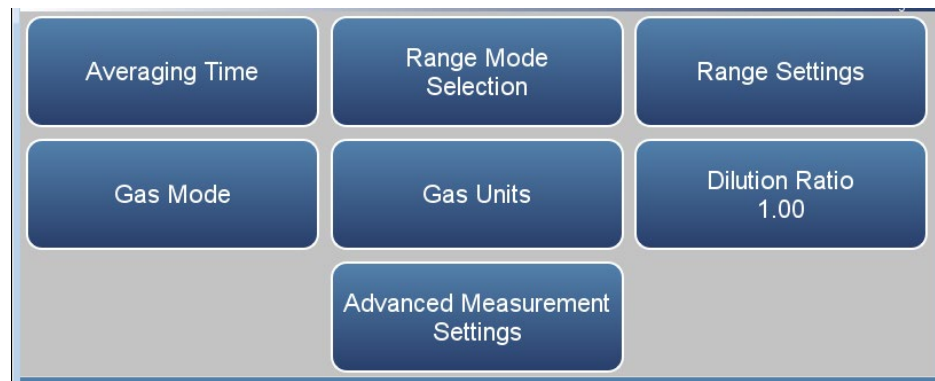 Averaging Time
Range Mode
Selection
Range Settings
Gas Mode
Gas Units
Dilution Ratio
1.00
Advanced Measurement
Settings